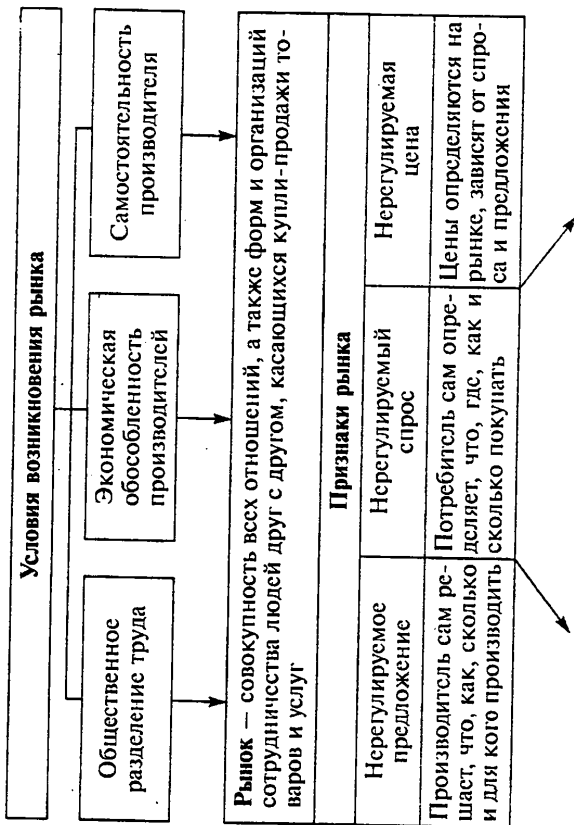 Условия возникновения рынка
Общественное
разделение труда
Экономическая
обособленность
производителей
Самостоятельность
производителя
Рынок — совокупность всех отношений, а также форм и организаций
сотрудничества людей друг с другом, касающихся купли-продажи то-
варов и услуг
Признаки рынка
Нерегулируемое
предложение
Нерегулируемый
спрос
Нерегулируемая
цена
Производитель сам ре-
шает, что, как, сколько
и для кого производить
Потребитель сам опре-
деляет, что, где, как и
сколько покупать
Цены определяются на
рынке, зависят от спро-
са и предложения